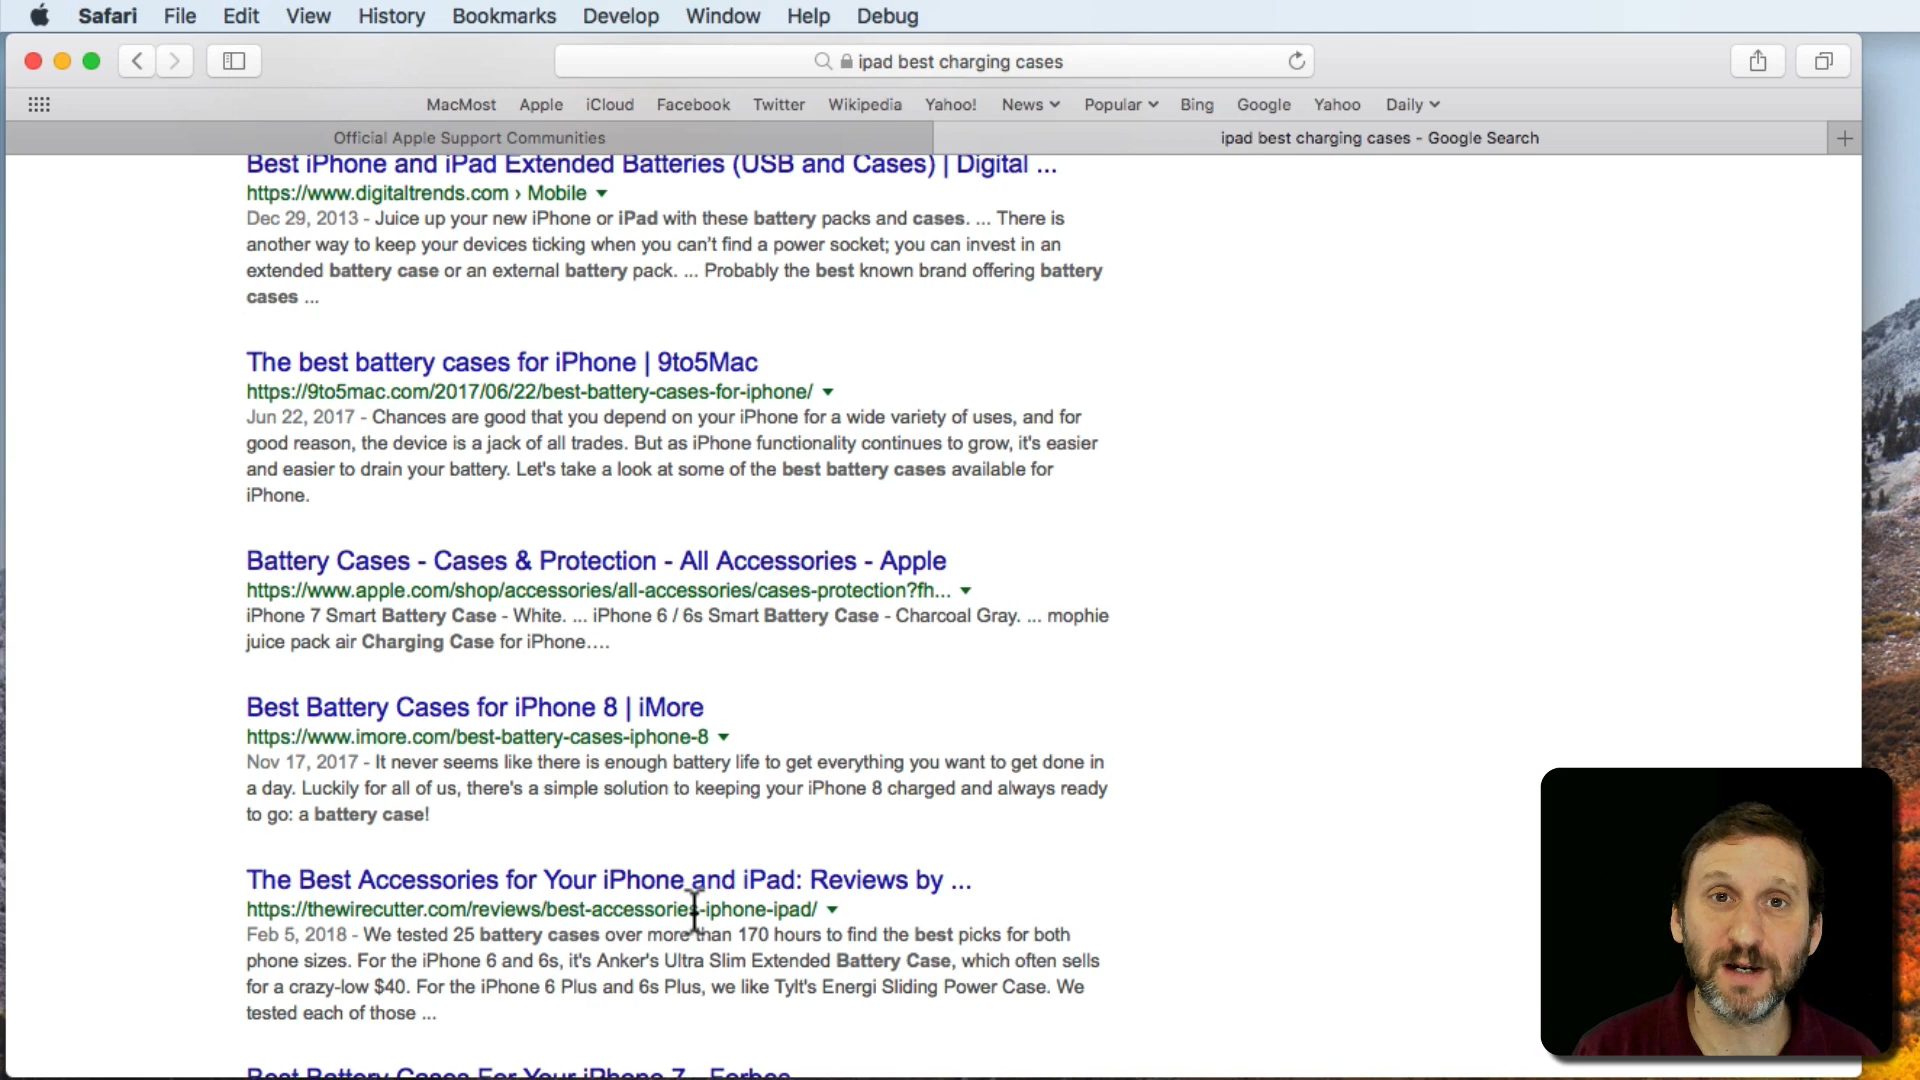 Safari File Edit View History Bookmarks Develop Window Help Debug
ipad best charging cases
MacMost Apple iCloud Facebook Twitter Wikipedia Yahoo! News Popular Bing Google Yahoo Daily
Official Apple Support Communities
ipad best charging cases - Google Search
Best iPhone and iPad Extended Batteries (USB and Cases) | Digital ...
https://www.digitaltrends.com › Mobile
Dec 29, 2013 - Juice up your new iPhone or iPad with these battery packs and cases. ... There is
another way to keep your devices ticking when you can't find a power socket; you can invest in an
extended battery case or an external battery pack. ... Probably the best known brand offering battery
cases ...
The best battery cases for iPhone | 9to5Mac
https://9to5mac.com/2017/06/22/best-battery-cases-for-iphone/
Jun 22, 2017 - Chances are good that you depend on your iPhone for a wide variety of uses, and for
good reason, the device is a jack of all trades. But as iPhone functionality continues to grow, it's easier
and easier to drain your battery. Let's take a look at some of the best battery cases available for
iPhone.
Battery Cases - Cases & Protection - All Accessories - Apple
https://www.apple.com/shop/accessories/all-accessories/cases-protection?fh...
iPhone 7 Smart Battery Case - White. ... iPhone 6 / 6s Smart Battery Case - Charcoal Gray. ... mophie
juice pack air Charging Case for iPhone....
Best Battery Cases for iPhone 8 | iMore
https://www.imore.com/best-battery-cases-iphone-8
Nov 17, 2017 - It never seems like there is enough battery life to get everything you want to get done in
a day. Luckily for all of us, there's a simple solution to keeping your iPhone 8 charged and always ready
to go: a battery case!
The Best Accessories for Your iPhone and iPad: Reviews by ...
https://thewirecutter.com/reviews/best-accessories-iphone-ipad/
Feb 5, 2018 - We tested 25 battery cases over more than 170 hours to find the best picks for both
phone sizes. For the iPhone 6 and 6s, it's Anker's Ultra Slim Extended Battery Case, which often sells
for a crazy-low $40. For the iPhone 6 Plus and 6s Plus, we like Tylt's Energi Sliding Power Case. We
tested each of those ...
Best Battery Cases For Your iPhone 7 - Forbes